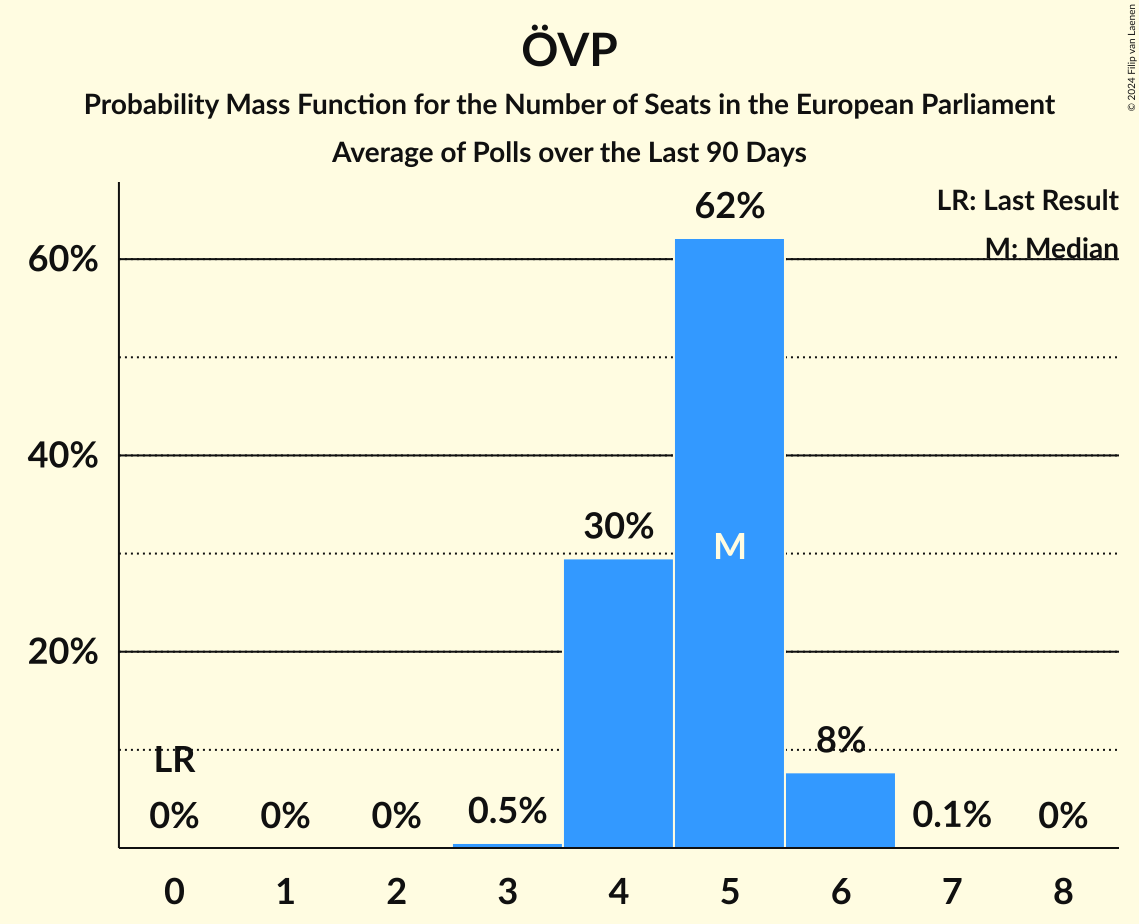 ÖVP
Probability Mass Function for the Number of Seats in the European Parliament
Average of Polls over the Last 90 Days
© 2024 Filip van Laenen
LR: Last Result
M: Median
60%
40%
20%
62%
30%
M
8%
LR
0%
0%
0%
0.5%
0.1%
0%
0 1 2 3 4 5 6 7 8